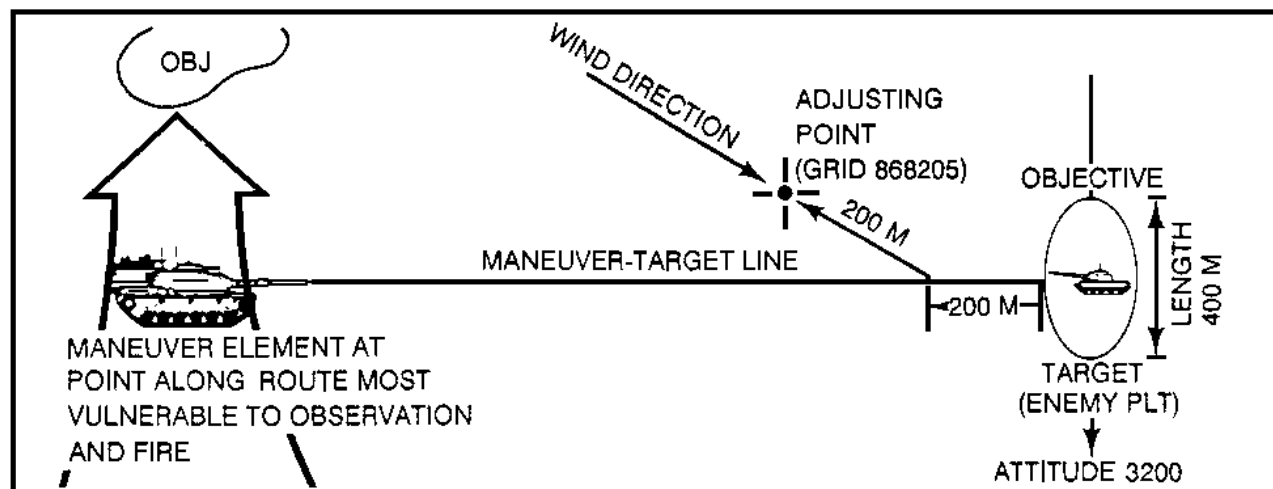 OBJ
WIND DIRECTION
ADJUSTING
POINT
(GRID 868205)
OBJECTIVE
200 M
MANEUVER-TARGET LINE
200 M
LENGTH
400 M
MANEUVER ELEMENT AT
POINT ALONG ROUTE MOST
VULNERABLE TO OBSERVATION
AND FIRE
TARGET
(ENEMY PLT)
ATTITUDE 3200